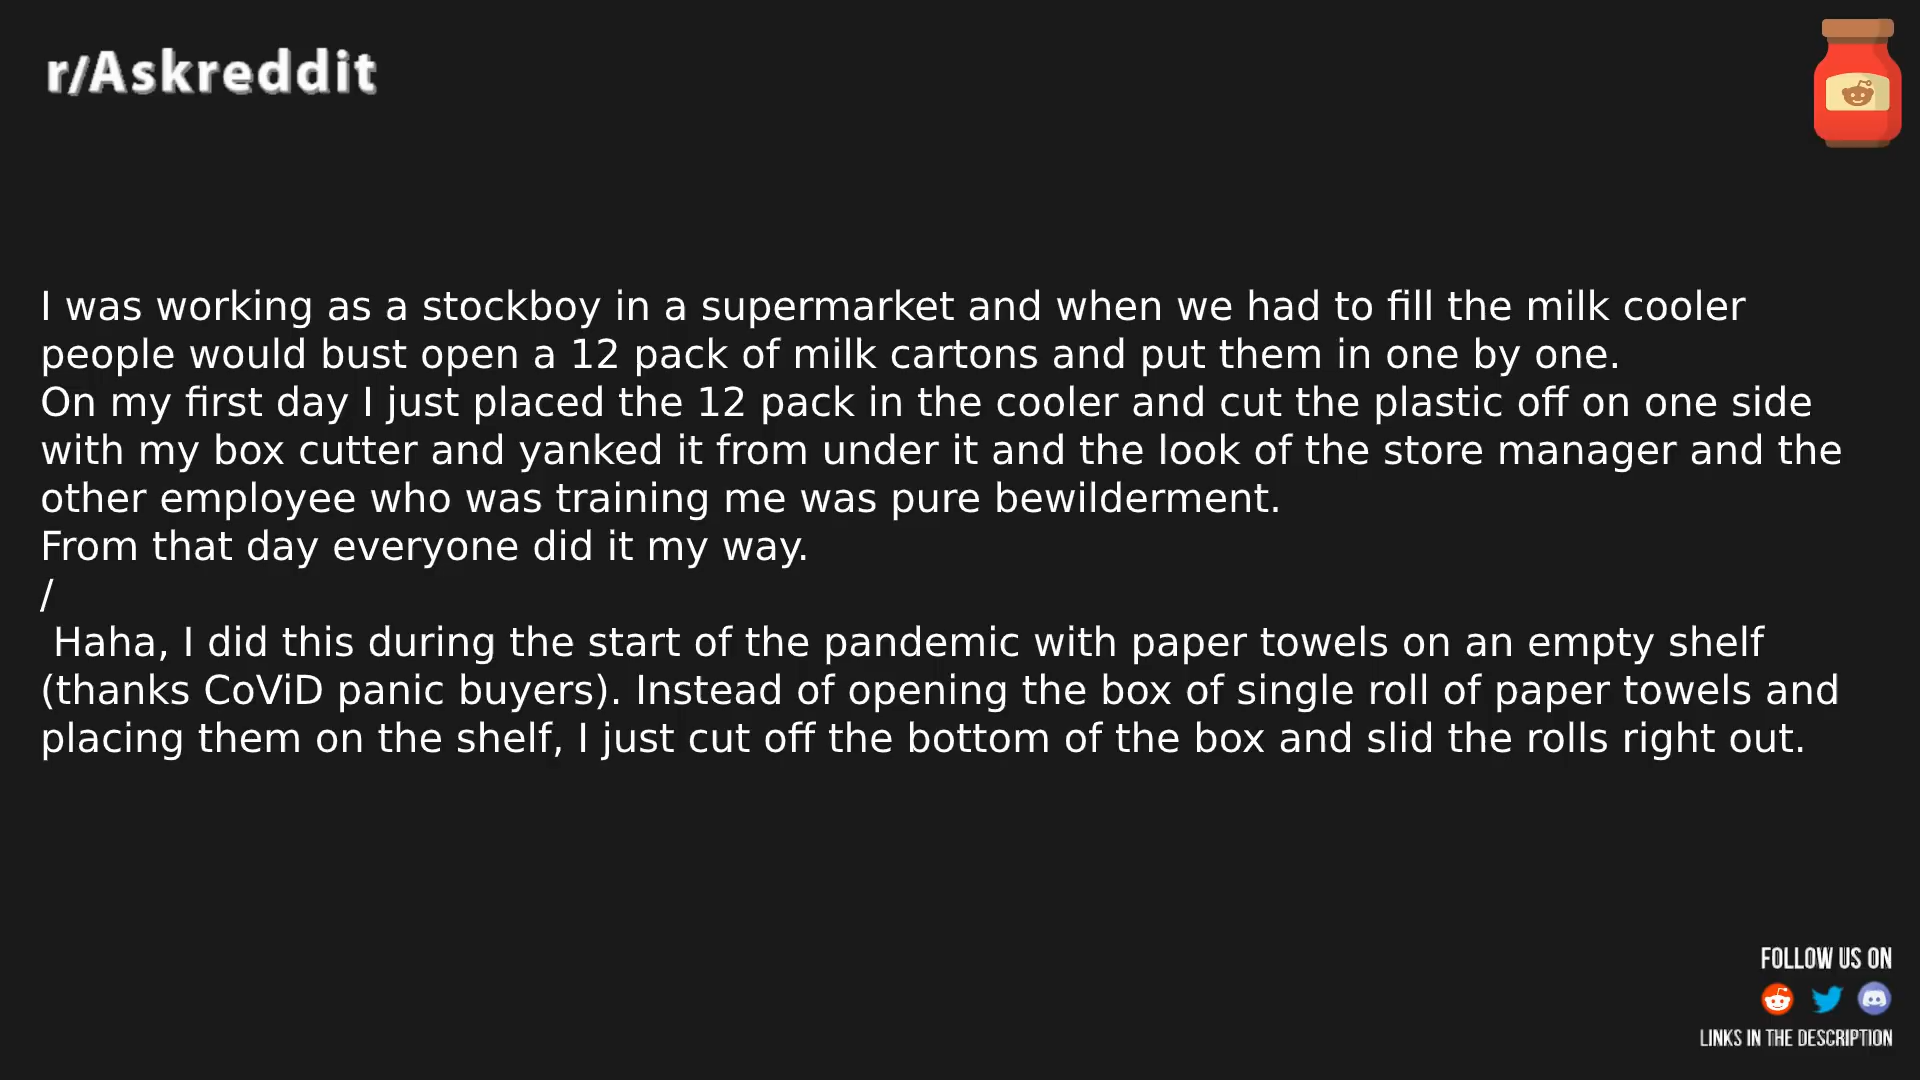 r/Askreddit
I was working as a stockboy in a supermarket and when we had to fill the milk cooler
people would bust open a 12 pack of milk cartons and put them in one by one.
On my first day I just placed the 12 pack in the cooler and cut the plastic off on one side
with my box cutter and yanked it from under it and the look of the store manager and the
other employee who was training me was pure bewilderment.
From that day everyone did it my way.
/
Haha, I did this during the start of the pandemic with paper towels on an empty shelf
(thanks CoViD panic buyers). Instead of opening the box of single roll of paper towels and
placing them on the shelf, I just cut off the bottom of the box and slid the rolls right out.
FOLLOW US ON
LINKS IN THE DESCRIPTION